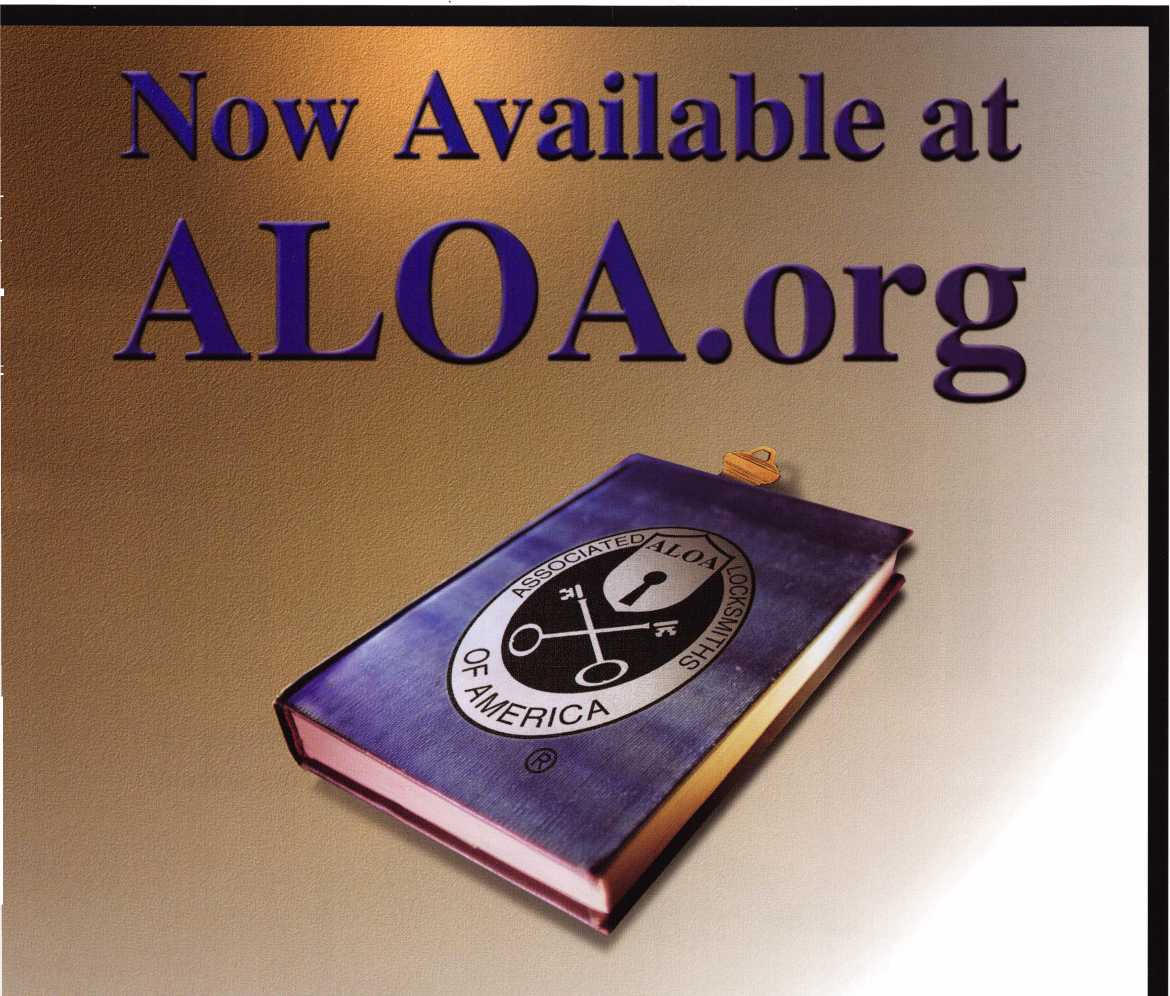 Now Available at
ALOA.org
ALOA
ASSOCIATED LOCKSMITHS
OF AMERICA
®